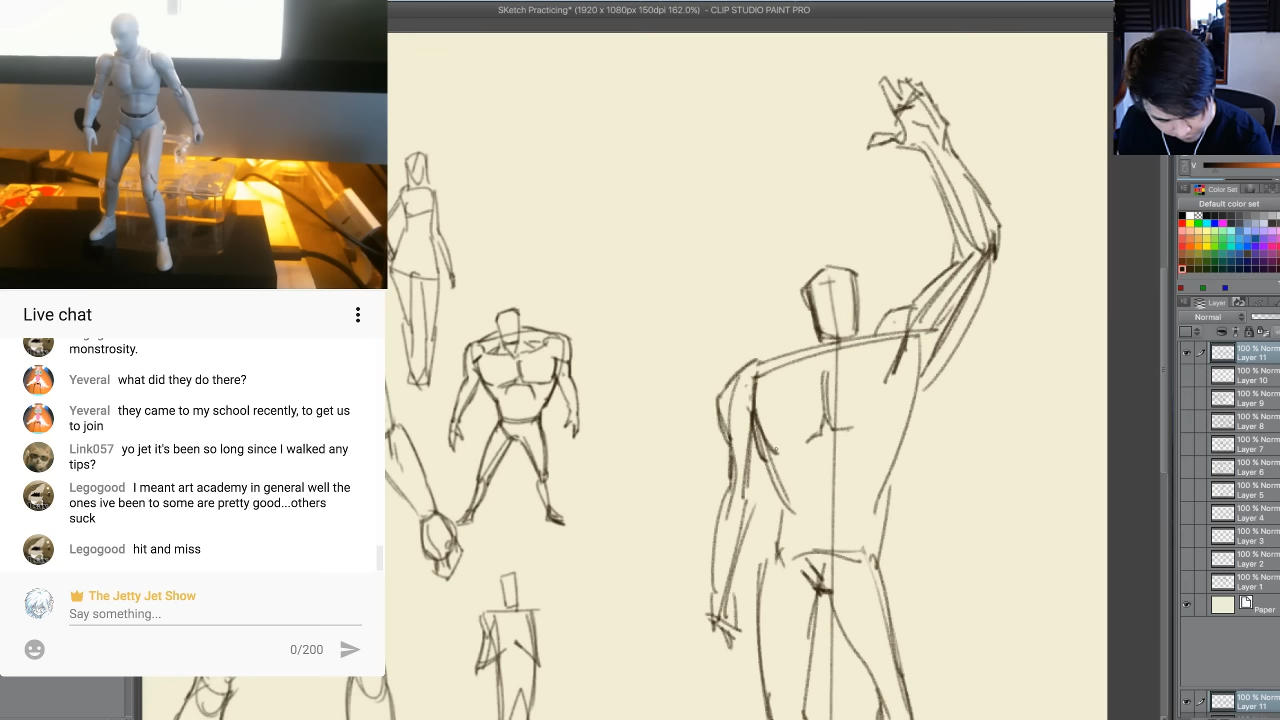 SKetch Practicing* (1920 x 1080px 150dpi 162.0%) - CLIP STUDIO PAINT PRO
Live chat
monstrosity.
Yeveral what did they do there?
Yeveral they came to my school recently, to get us
to join
Link057 yo jet it's been so long since I walked any
tips?
Legogood I meant art academy in general well the
ones ive been to some are pretty good...others
suck
Legogood hit and miss
The Jetty Jet Show
Say something...
0/200
V
Color Set
Default color set
Layer
Normal
100 % Norm
Layer 11
100 % Norm
Layer 10
100 % Norm
Layer 9
100 % Norm
Layer 8
100 % Norm
Layer 7
100 % Norm
Layer 6
100 % Norm
Layer 5
100 % Norm
Layer 4
100 % Norm
Layer 3
100 % Norm
Layer 2
100 % Norm
Layer 1
Paper
100 % Norm
Layer 11